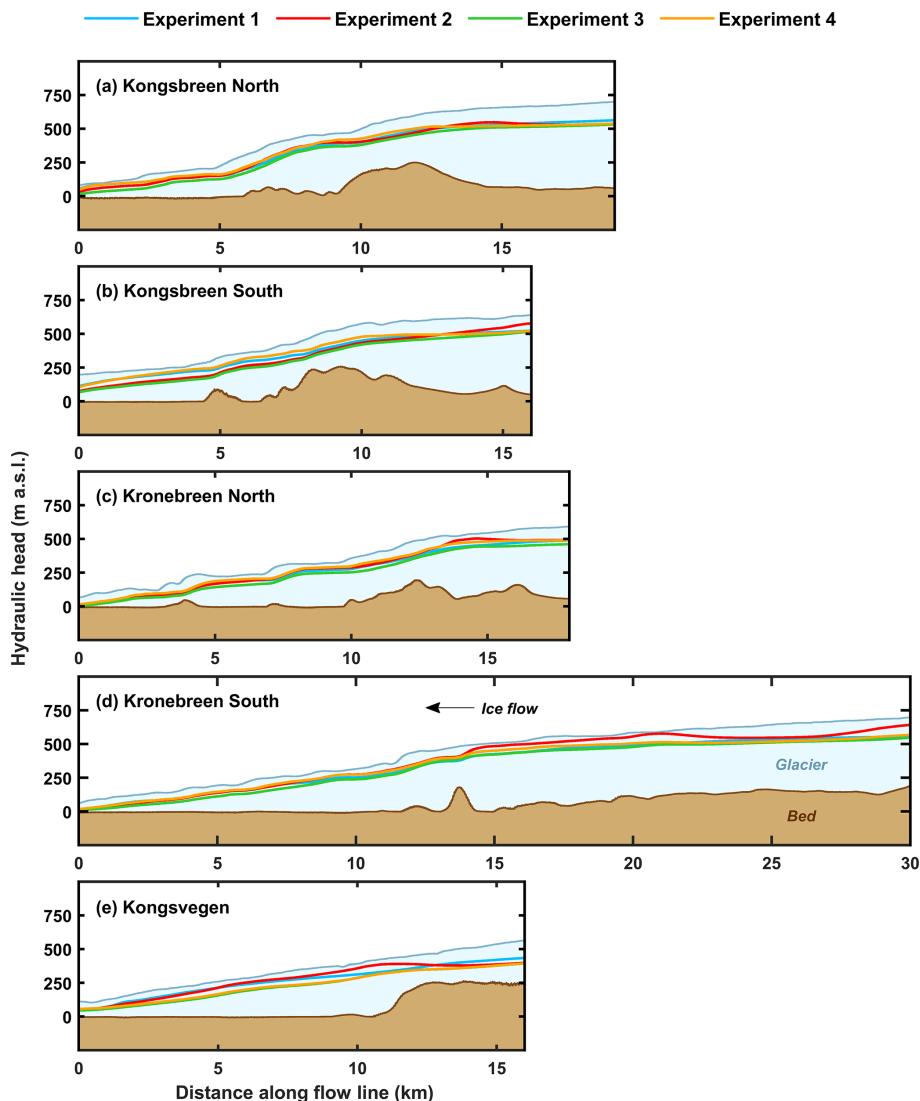 Experiment 1 Experiment 2 Experiment 3 Experiment 4
(a) Kongsbreen North
750
500
250
0
0 5 10 15
(b) Kongsbreen South
750
500
250
0
0 5 10 15
(c) Kronebreen North
750
500
250
0
0 5 10 15
Hydraulic head (m a.s.l.)
(d) Kronebreen South
Ice flow
750
500
250
0
Glacier
Bed
0 5 10 15 20 25 30
(e) Kongsvegen
750
500
250
0
0 5 10 15
Distance along flow line (km)